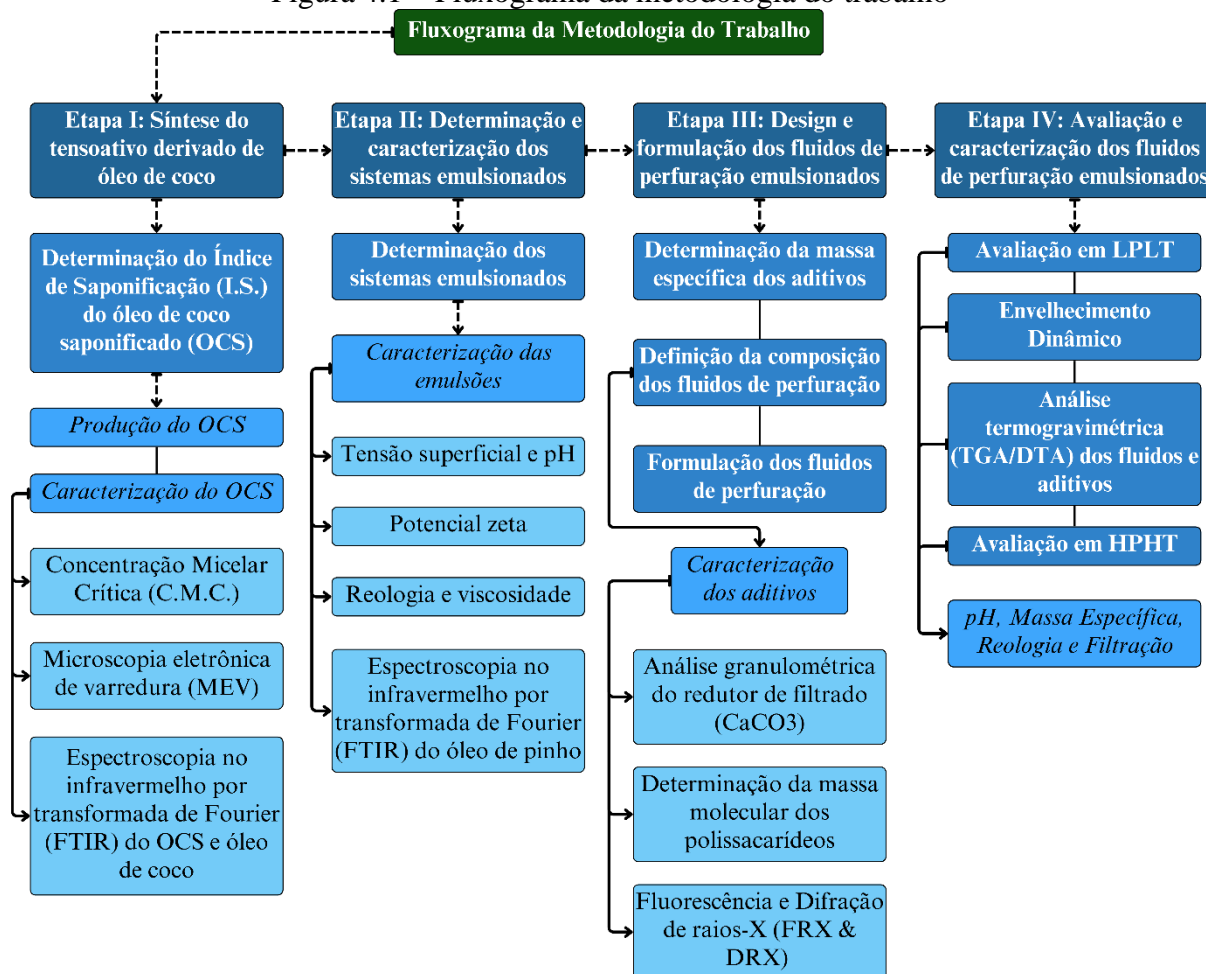 Figura 4.1 – Fluxograma da metodologia do trabalho
Fluxograma da Metodologia do Trabalho
Etapa I: Síntese do
tensoativo derivado de
óleo de coco
Determinação do Índice
de Saponificação (I.S.)
do óleo de coco
saponificado (OCS)
Produção do OCS
Caracterização do OCS
Concentração Micelar
Crítica (C.M.C.)
Microscopia eletrônica
de varredura (MEV)
Espectroscopia no
infravermelho por
transformada de Fourier
(FTIR) do OCS e óleo
de coco
Etapa II: Determinação e
caracterização dos
sistemas emulsionados
Determinação dos
sistemas emulsionados
Caracterização das
emulsões
Tensão superficial e pH
Potencial zeta
Reologia e viscosidade
Espectroscopia no
infravermelho por
transformada de Fourier
(FTIR) do óleo de pinho
Etapa III: Design e
formulação dos fluidos de
perfuração emulsionados
Determinação da massa
específica dos aditivos
Definição da composição
dos fluidos de perfuração
Formulação dos fluidos
de perfuração
Caracterização
dos aditivos
Análise granulométrica
do redutor de filtrado
(CaCO3)
Determinação da massa
molecular dos
polissacarídeos
Fluorescência e Difração
de raios-X (FRX &
DRX)
Etapa IV: Avaliação e
caracterização dos fluidos
de perfuração emulsionados
Avaliação em LPLT
Envelhecimento
Dinâmico
Análise
termogravimétrica
(TGA/DTA) dos fluidos e
aditivos
Avaliação em HPHT
pH, Massa Específica,
Reologia e Filtração